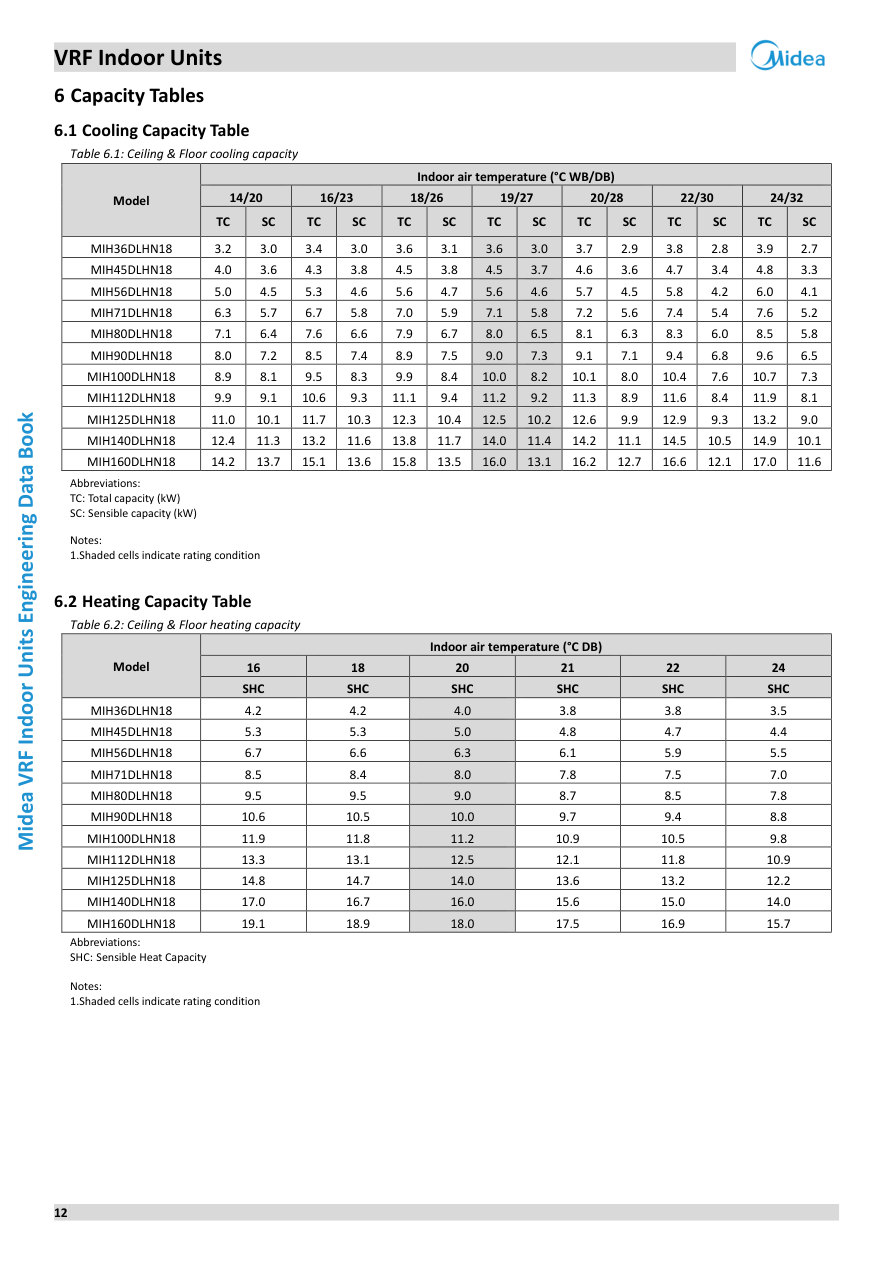 VRF Indoor Units
Midea
6 Capacity Tables
6.1 Cooling Capacity Table
Table 6.1: Ceiling & Floor cooling capacity
Model
Indoor air temperature (°C WB/DB)
14/20 16/23 18/26 19/27 20/28 22/30 24/32
TC SC TC SC TC SC TC SC TC SC TC SC TC SC
MIH36DLHN18 3.2 3.0 3.4 3.0 3.6 3.1 3.6 3.0 3.7 2.9 3.8 2.8 3.9 2.7
MIH45DLHN18 4.0 3.6 4.3 3.8 4.5 3.8 4.5 3.7 4.6 3.6 4.7 3.4 4.8 3.3
MIH56DLHN18 5.0 4.5 5.3 4.6 5.6 4.7 5.6 4.6 5.7 4.5 5.8 4.2 6.0 4.1
MIH71DLHN18 6.3 5.7 6.7 5.8 7.0 5.9 7.1 5.8 7.2 5.6 7.4 5.4 7.6 5.2
MIH80DLHN18 7.1 6.4 7.6 6.6 7.9 6.7 8.0 6.5 8.1 6.3 8.3 6.0 8.5 5.8
MIH90DLHN18 8.0 7.2 8.5 7.4 8.9 7.5 9.0 7.3 9.1 7.1 9.4 6.8 9.6 6.5
MIH100DLHN18 8.9 8.1 9.5 8.3 9.9 8.4 10.0 8.2 10.1 8.0 10.4 7.6 10.7 7.3
MIH112DLHN18 9.9 9.1 10.6 9.3 11.1 9.4 11.2 9.2 11.3 8.9 11.6 8.4 11.9 8.1
MIH125DLHN18 11.0 10.1 11.7 10.3 12.3 10.4 12.5 10.2 12.6 9.9 12.9 9.3 13.2 9.0
MIH140DLHN18 12.4 11.3 13.2 11.6 13.8 11.7 14.0 11.4 14.2 11.1 14.5 10.5 14.9 10.1
MIH160DLHN18 14.2 13.7 15.1 13.6 15.8 13.5 16.0 13.1 16.2 12.7 16.6 12.1 17.0 11.6
Abbreviations:
TC: Total capacity (kW)
SC: Sensible capacity (kW)
Notes:
1.Shaded cells indicate rating condition
6.2 Heating Capacity Table
Table 6.2: Ceiling & Floor heating capacity
Model
Indoor air temperature (°C DB)
16 18 20 21 22 24
SHC SHC SHC SHC SHC SHC
MIH36DLHN18 4.2 4.2 4.0 3.8 3.8 3.5
MIH45DLHN18 5.3 5.3 5.0 4.8 4.7 4.4
MIH56DLHN18 6.7 6.6 6.3 6.1 5.9 5.5
MIH71DLHN18 8.5 8.4 8.0 7.8 7.5 7.0
MIH80DLHN18 9.5 9.5 9.0 8.7 8.5 7.8
MIH90DLHN18 10.6 10.5 10.0 9.7 9.4 8.8
MIH100DLHN18 11.9 11.8 11.2 10.9 10.5 9.8
MIH112DLHN18 13.3 13.1 12.5 12.1 11.8 10.9
MIH125DLHN18 14.8 14.7 14.0 13.6 13.2 12.2
MIH140DLHN18 17.0 16.7 16.0 15.6 15.0 14.0
MIH160DLHN18 19.1 18.9 18.0 17.5 16.9 15.7
Abbreviations:
SHC: Sensible Heat Capacity
Notes:
1.Shaded cells indicate rating condition
Midea VRF Indoor Units Engineering Data Book
12